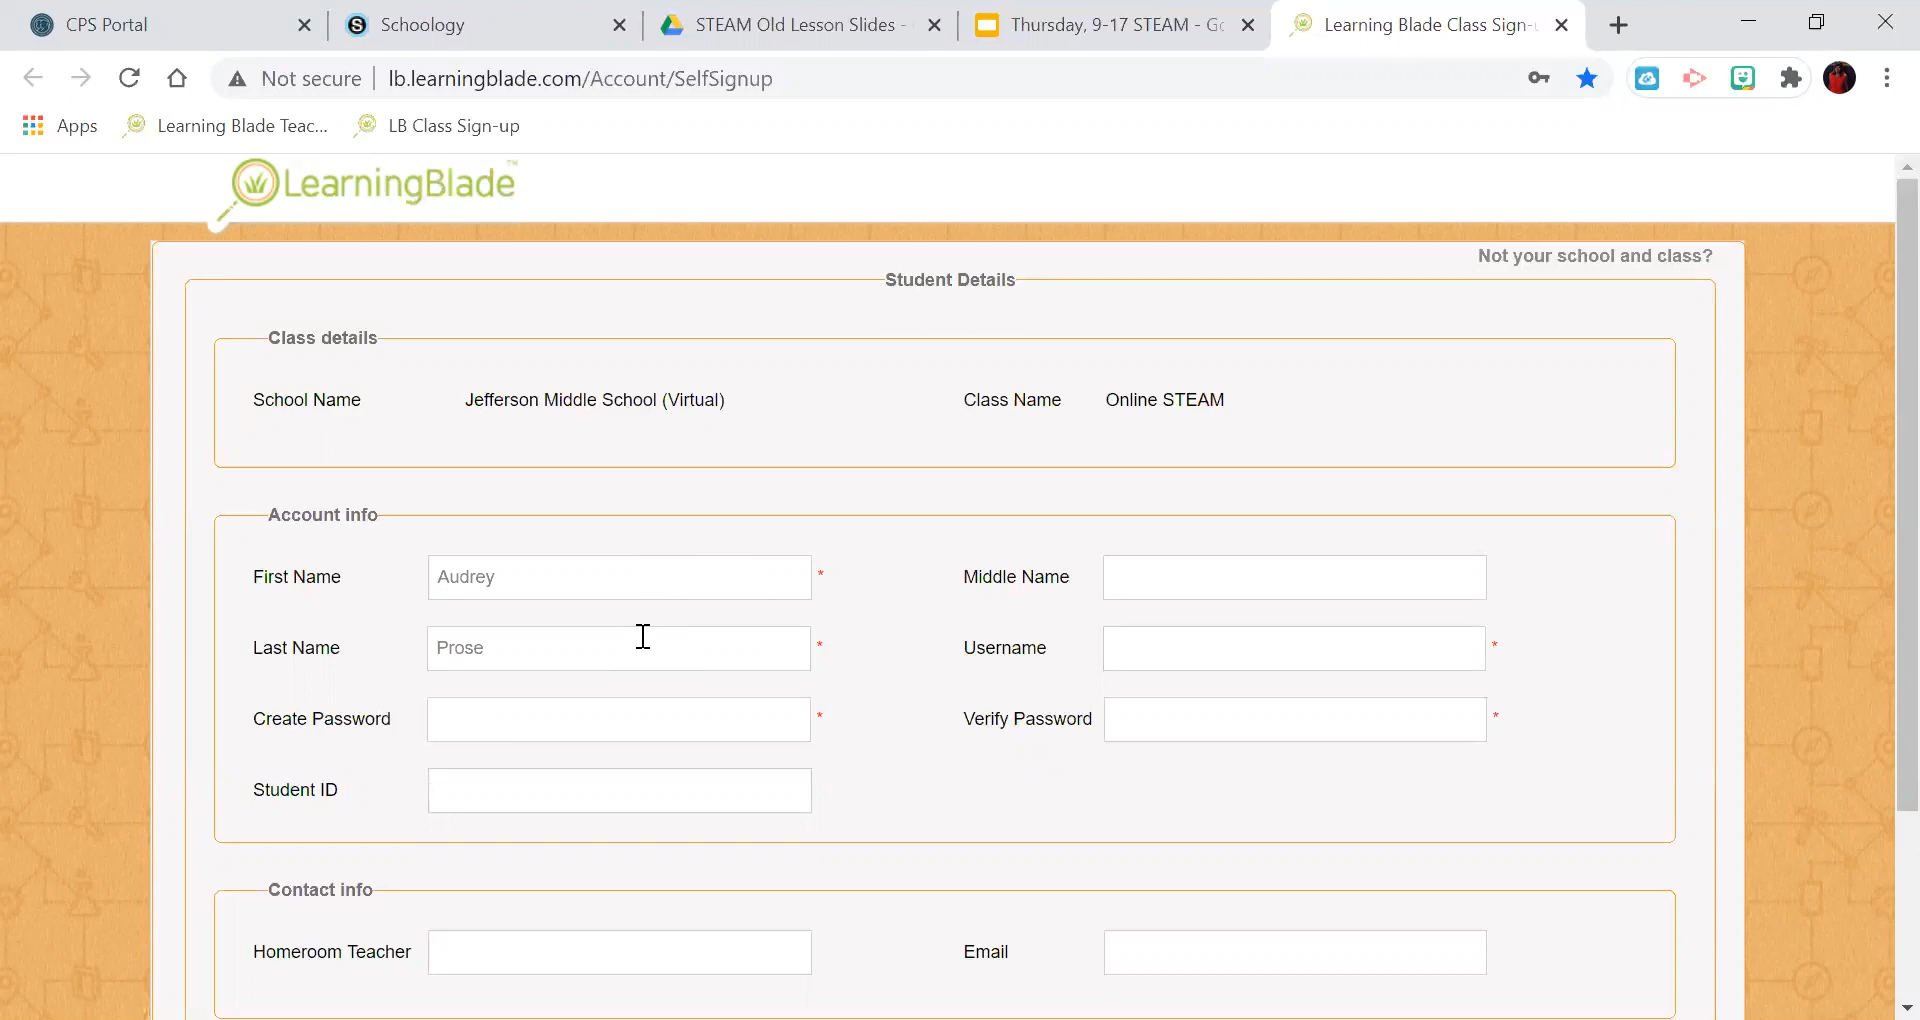 CPS Portal
Schoology
STEAM Old Lesson Slides -
Thursday, 9-17 STEAM - Go
Learning Blade Class Sign-u
Not secure
lb.learningblade.com/Account/SelfSignup
Apps
Learning Blade Teac...
LB Class Sign-up
LearningBlade™
Not your school and class?
Student Details
Class details
School Name Jefferson Middle School (Virtual) Class Name Online STEAM
Account info
First Name Audrey * Middle Name
Last Name Prose * Username *
Create Password * Verify Password *
Student ID
Contact info
Homeroom Teacher Email